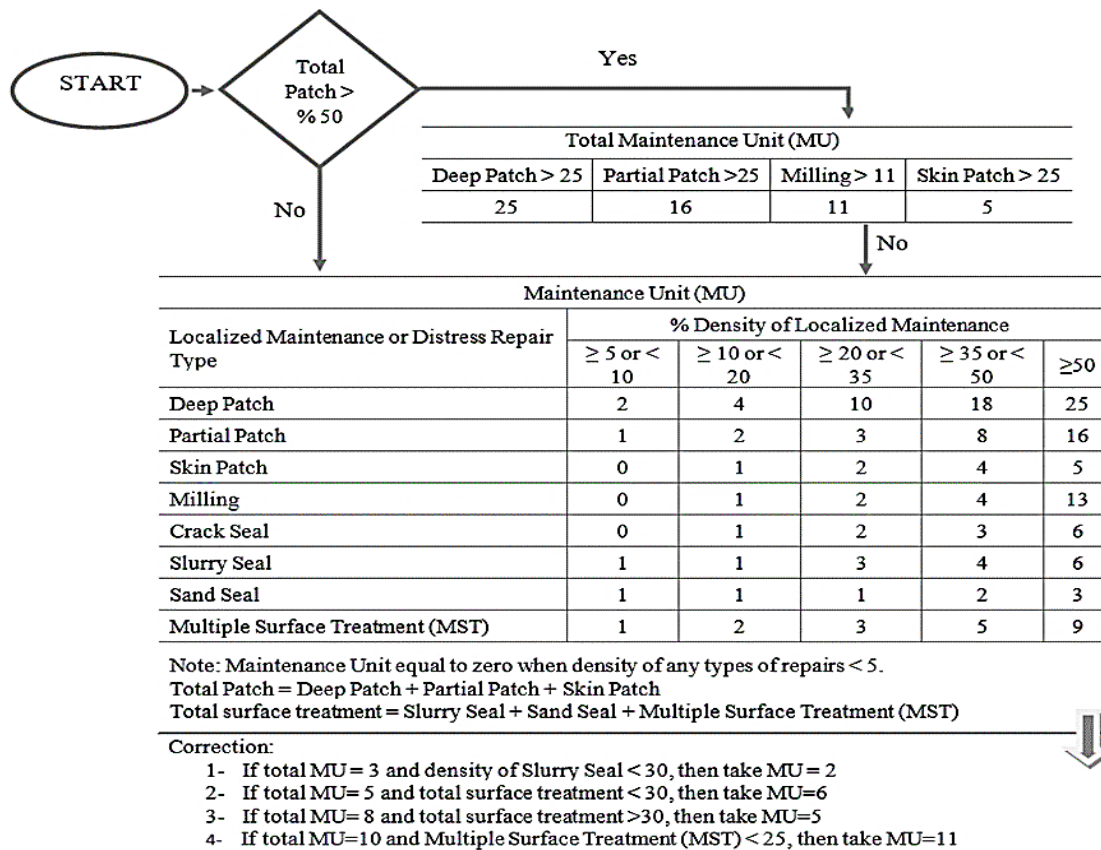 START
Total
Patch >
% 50
Yes
No
Total Maintenance Unit (MU)
Deep Patch > 25 Partial Patch >25 Milling > 11 Skin Patch > 25
25 16 11 5
No
Maintenance Unit (MU)
Localized Maintenance or Distress Repair
Type
% Density of Localized Maintenance
≥ 5 or <
10
≥ 10 or <
20
≥ 20 or <
35
≥ 35 or <
50
≥50
Deep Patch 2 4 10 18 25
Partial Patch 1 2 3 8 16
Skin Patch 0 1 2 4 5
Milling 0 1 2 4 13
Crack Seal 0 1 2 3 6
Slurry Seal 1 1 3 4 6
Sand Seal 1 1 1 2 3
Multiple Surface Treatment (MST) 1 2 3 5 9
Note: Maintenance Unit equal to zero when density of any types of repairs < 5.
Total Patch = Deep Patch + Partial Patch + Skin Patch
Total surface treatment = Slurry Seal + Sand Seal + Multiple Surface Treatment (MST)
Correction:
1- If total MU = 3 and density of Slurry Seal < 30, then take MU = 2
2- If total MU= 5 and total surface treatment < 30, then take MU=6
3- If total MU= 8 and total surface treatment >30, then take MU=5
4- If total MU=10 and Multiple Surface Treatment (MST) < 25, then take MU=11